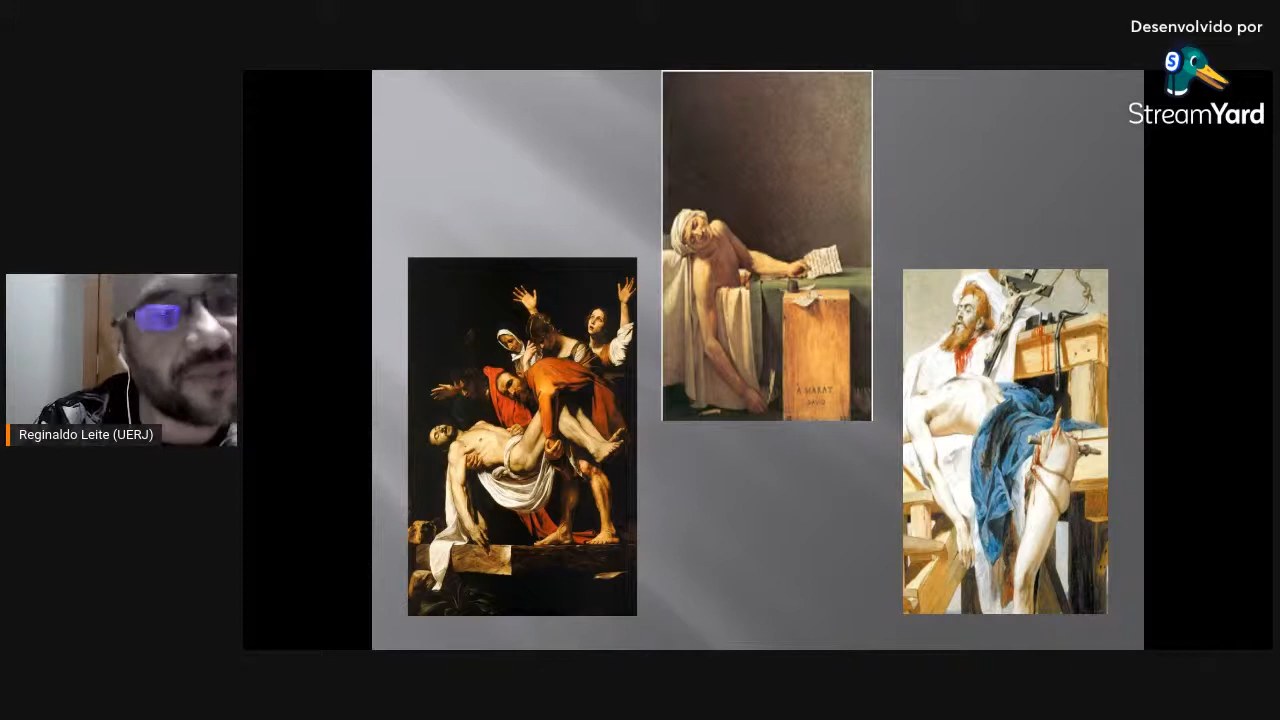 Desenvolvido por
S
StreamYard
À MARAT
DAVID
Reginaldo Leite (UERJ)